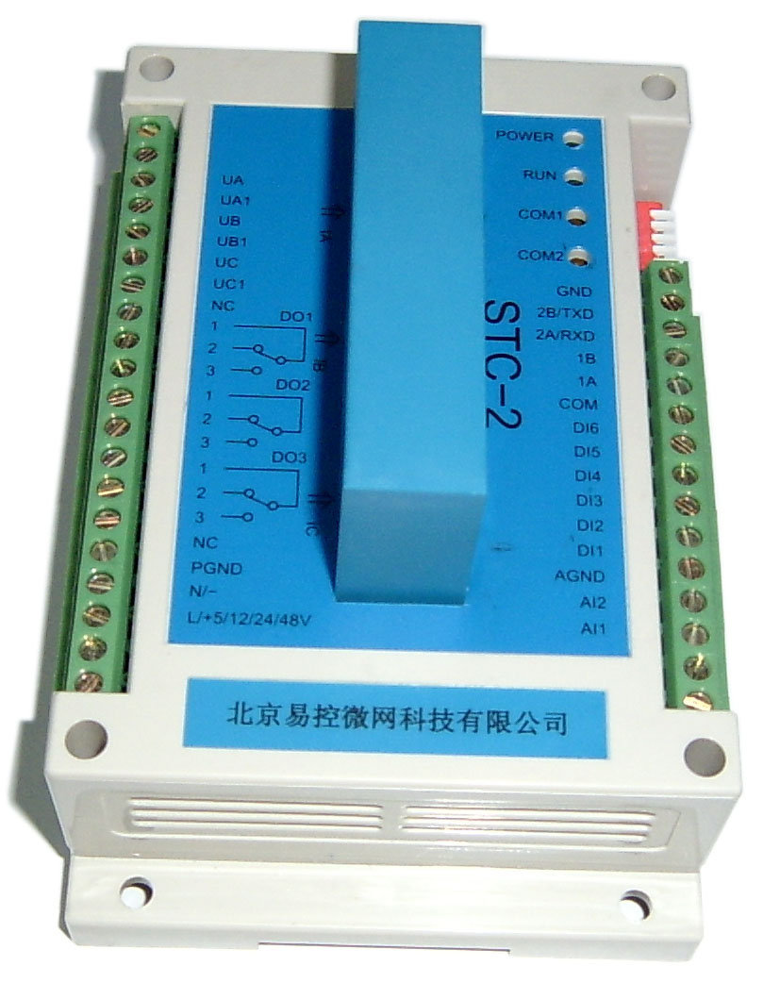 UA
UA1
UB
UB1
UC
UC1
NC
DO1
1
2
3
DO2
1
2
3
DO3
1
2
3
NC
PGND
N/-
L/+5/12/24/48V
IA
IB
IC
STC-2
POWER
RUN
COM1
COM2
GND
2B/TXD
2A/RXD
1B
1A
COM
DI6
DI5
DI4
DI3
DI2
DI1
AGND
AI2
AI1
北京易控微网科技有限公司